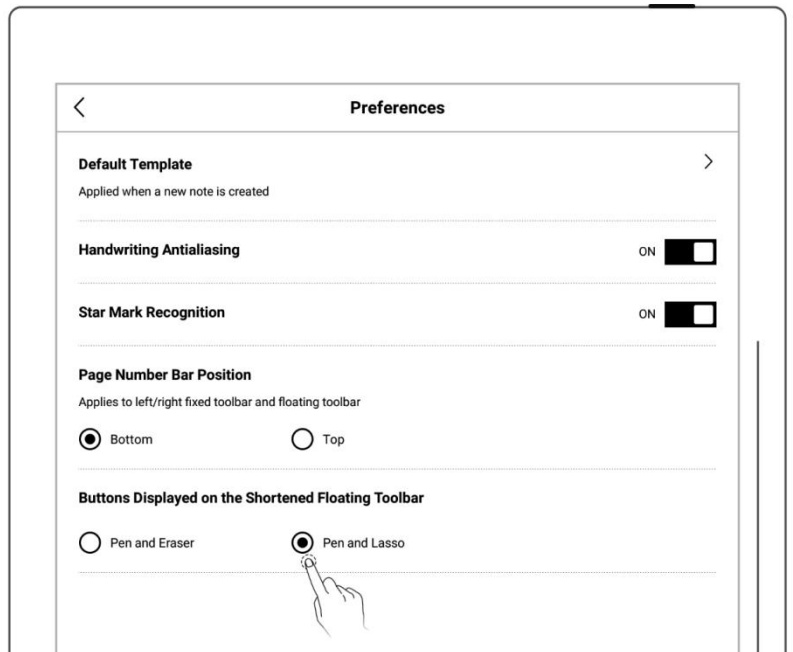 Preferences
Default Template
Applied when a new note is created
Handwriting Antialiasing
ON
Star Mark Recognition
ON
Page Number Bar Position
Applies to left/right fixed toolbar and floating toolbar
Bottom Top
Buttons Displayed on the Shortened Floating Toolbar
Pen and Eraser Pen and Lasso